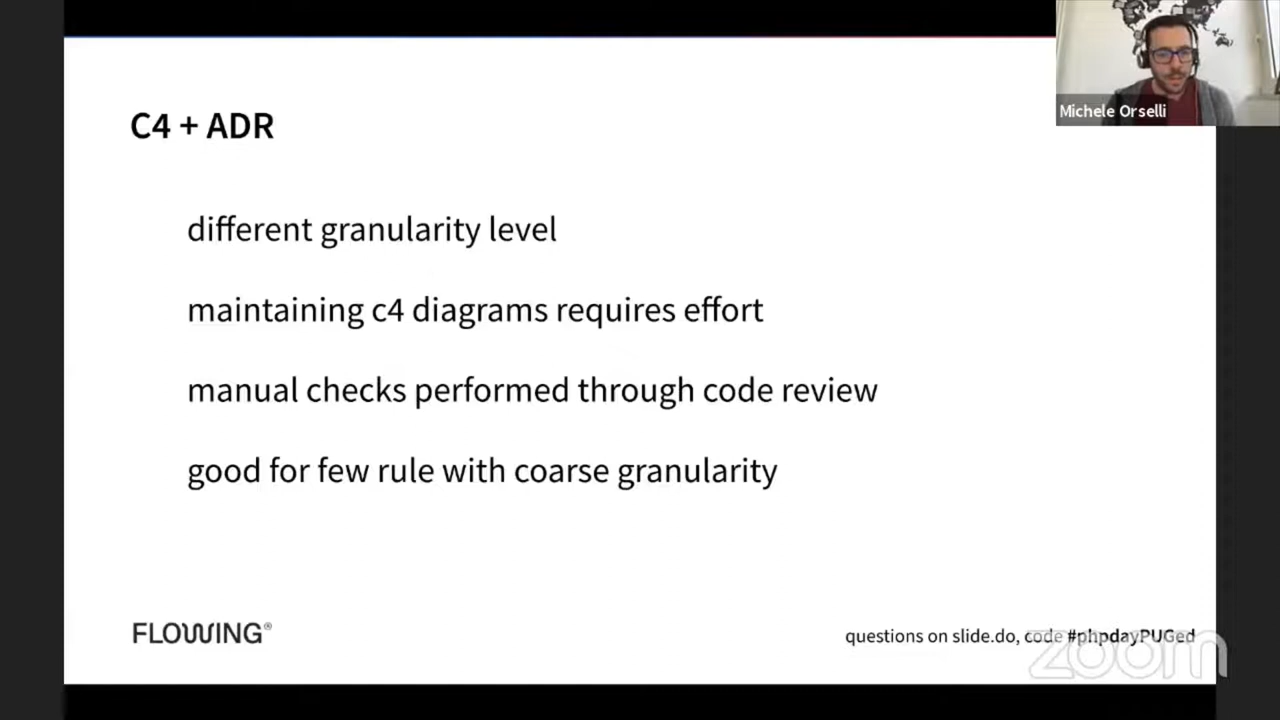 C4 + ADR
Michele Orselli
different granularity level
maintaining c4 diagrams requires effort
manual checks performed through code review
good for few rule with coarse granularity
FLOWING®
questions on slide.do, code #phpdayPUGed
zoom